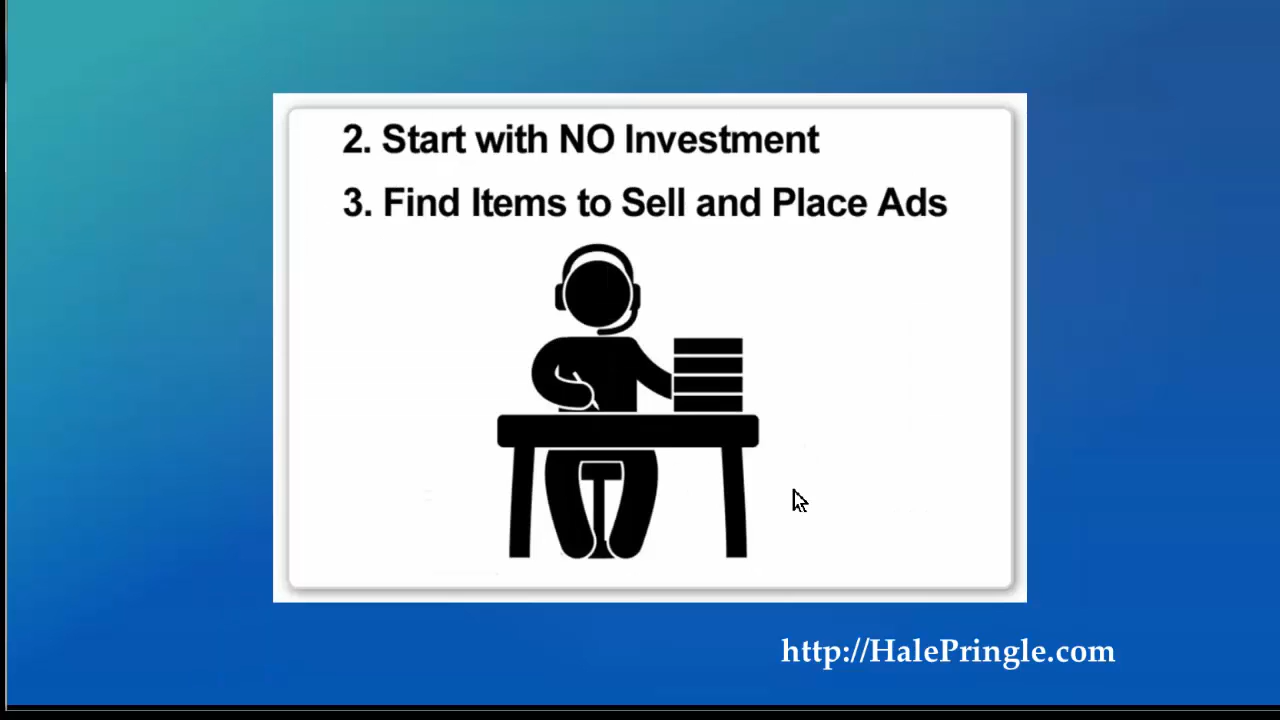 2. Start with NO Investment
3. Find Items to Sell and Place Ads
http://HalePringle.com